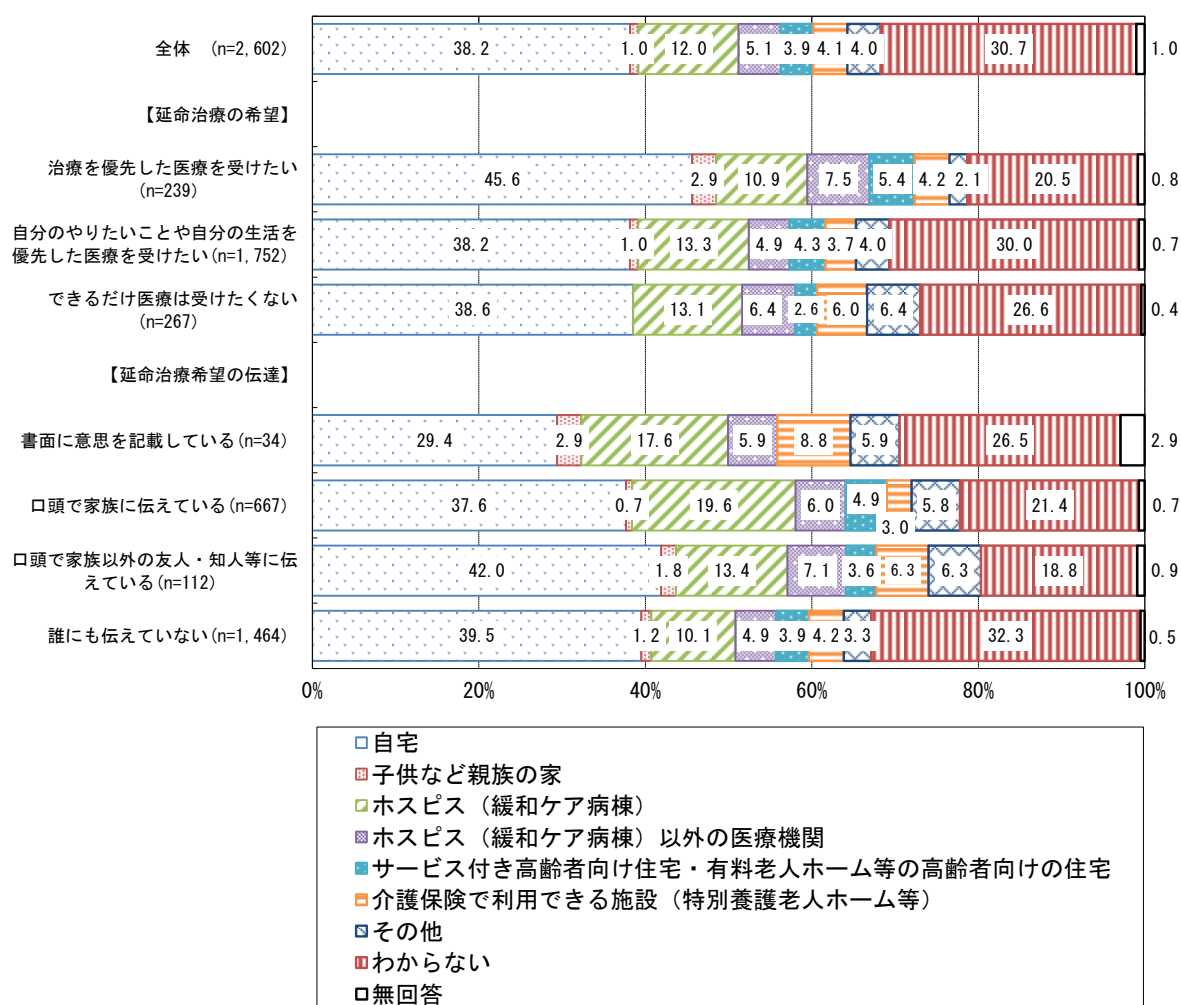 全体 （n=2,602）
38.2 1.0 12.0 5.1 3.9 4.1 4.0 30.7 1.0
【延命治療の希望】
治療を優先した医療を受けたい
（n=239）
45.6 2.9 10.9 7.5 5.4 4.2 2.1 20.5 0.8
自分のやりたいことや自分の生活を
優先した医療を受けたい（n=1,752）
38.2 1.0 13.3 4.9 4.3 3.7 4.0 30.0 0.7
できるだけ医療は受けたくない
（n=267）
38.6 13.1 6.4 2.6 6.0 6.4 26.6 0.4
【延命治療希望の伝達】
書面に意思を記載している（n=34）
29.4 2.9 17.6 5.9 8.8 5.9 26.5 2.9
口頭で家族に伝えている（n=667）
37.6 0.7 19.6 6.0 4.9 3.0 5.8 21.4 0.7
口頭で家族以外の友人・知人等に伝
えている（n=112）
42.0 1.8 13.4 7.1 3.6 6.3 6.3 18.8 0.9
誰にも伝えていない（n=1,464）
39.5 1.2 10.1 4.9 3.9 4.2 3.3 32.3 0.5
0% 20% 40% 60% 80% 100%
自宅
子供など親族の家
ホスピス（緩和ケア病棟）
ホスピス（緩和ケア病棟）以外の医療機関
サービス付き高齢者向け住宅・有料老人ホーム等の高齢者向けの住宅
介護保険で利用できる施設（特別養護老人ホーム等）
その他
わからない
無回答